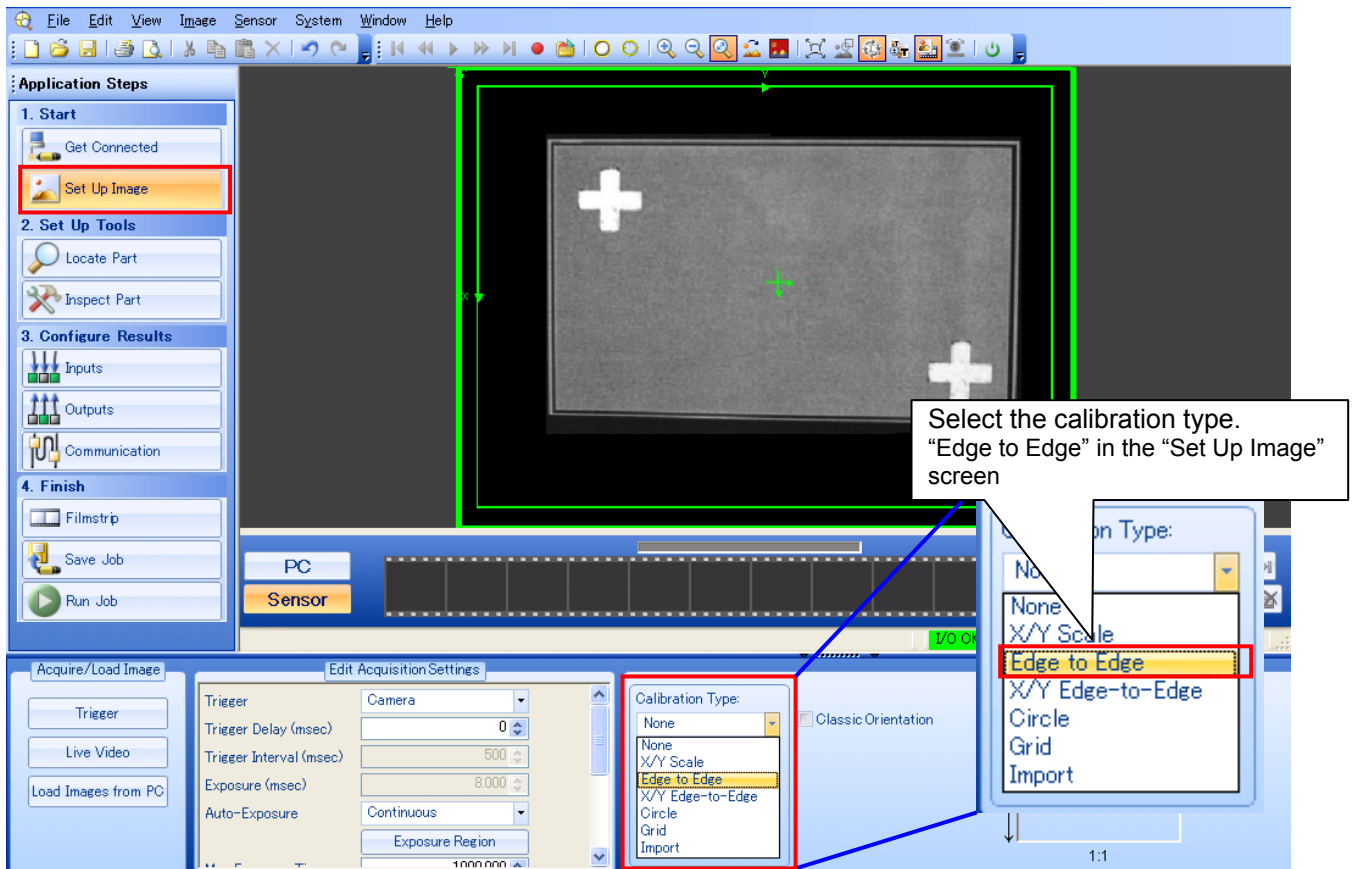 File Edit View Image Sensor System Window Help
Application Steps
1. Start
Get Connected
Set Up Image
2. Set Up Tools
Locate Part
Inspect Part
3. Configure Results
Inputs
Outputs
Communication
4. Finish
Filmstrip
Save Job
Run Job
Y
X
Select the calibration type.
“Edge to Edge” in the “Set Up Image”
screen
PC
Sensor
I/O
Type:
None
X/Y Scale
Edge to Edge
X/Y Edge-to-Edge
Circle
Grid
Import
1:1
Acquire/Load Image
Trigger
Live Video
Load Images from PC
Edit Acquisition Settings
Trigger Camera
Trigger Delay (msec) 0
Trigger Interval (msec) 500
Exposure (msec) 8.000
Auto-Exposure Continuous
Exposure Region
1000.000
Calibration Type:
None
None
X/Y Scale
Edge to Edge
X/Y Edge-to-Edge
Circle
Grid
Import
Classic Orientation